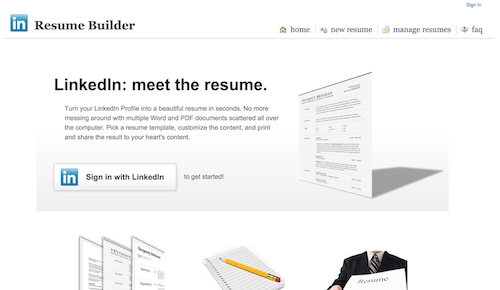 Sign in
in Resume Builder
home new resume manage resumes faq
LinkedIn: meet the resume.
Turn your LinkedIn Profile into a beautiful resume in seconds. No more
messing around with multiple Word and PDF documents scattered all over
the computer. Pick a resume template, customize the content, and print
and share the result to your heart's content.
in Sign in with LinkedIn to get started!
Resume